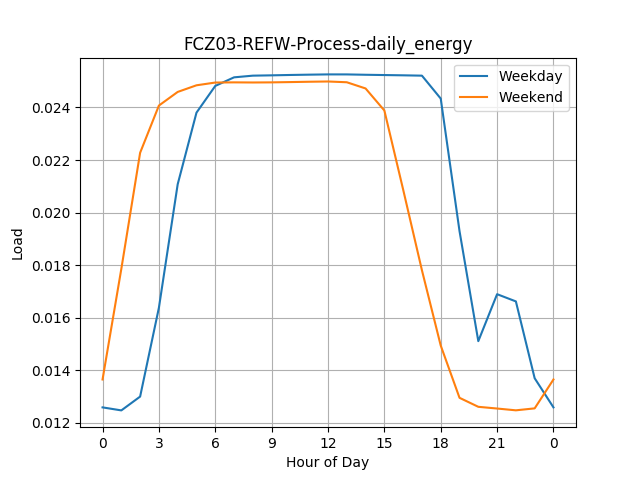 FCZ03-REFW-Process-daily_energy
Weekday
Weekend
Load
0.024
0.022
0.020
0.018
0.016
0.014
0.012
0 3 6 9 12 15 18 21 0
Hour of Day